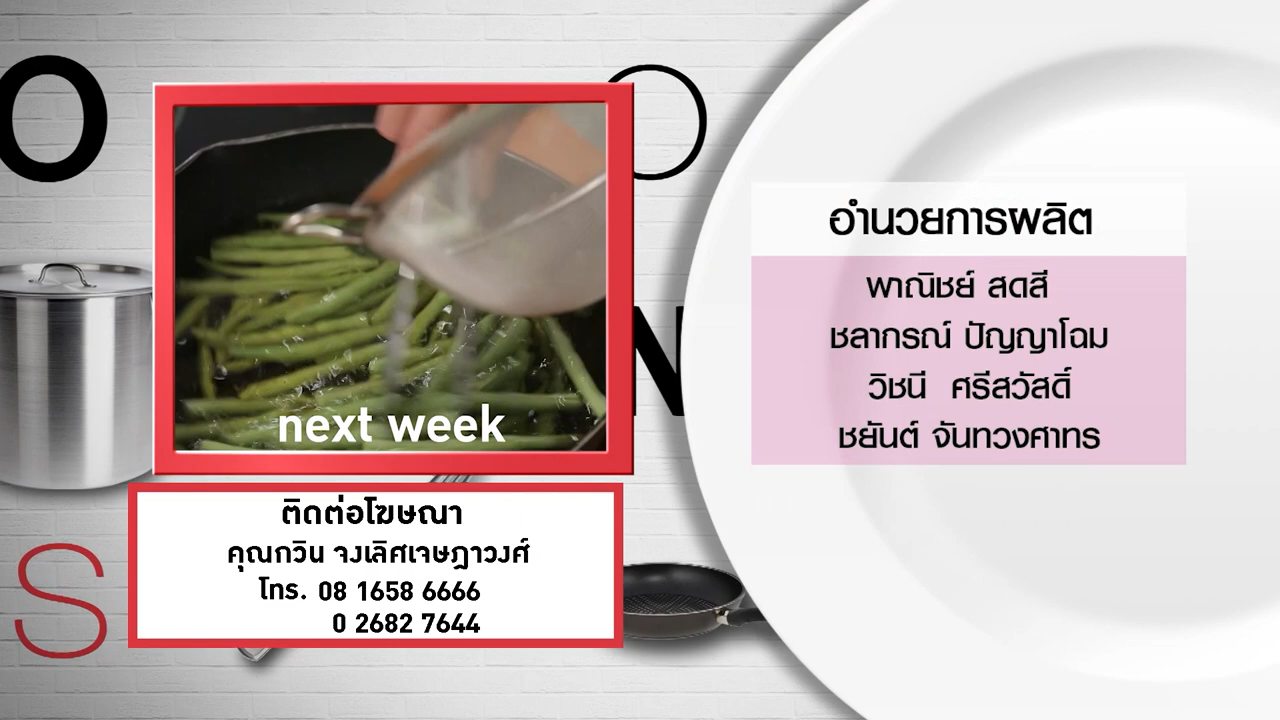 O
O
N
S
next week
ติดต่อโฆษณา
คุณกวิน จงเลิศเจษฎาวงศ์
โทร. 08 1658 6666
0 2682 7644
อำนวยการผลิต
พาณิชย์ สดสี
ชลากรณ์ ปัญญาโฉม
วิชนี ศรีสวัสดิ์
ชยันต์ จันทวงศาทร